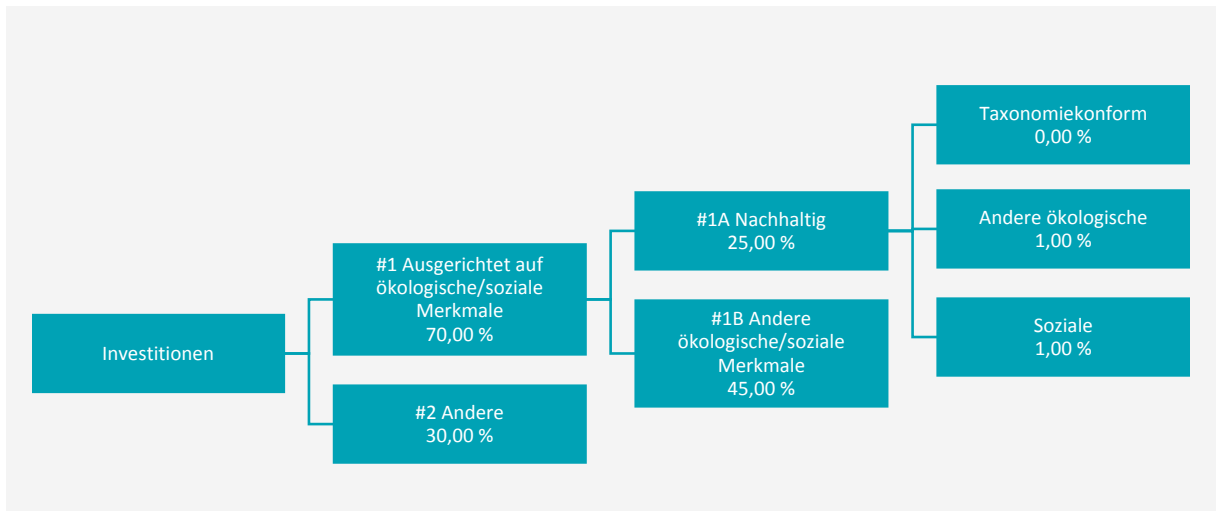 Investitionen
#1 Ausgerichtet auf
ökologische/soziale
Merkmale
70,00 %
#2 Andere
30,00 %
#1A Nachhaltig
25,00 %
#1B Andere
ökologische/soziale
Merkmale
45,00 %
Taxonomiekonform
0,00 %
Andere ökologische
1,00 %
Soziale
1,00 %